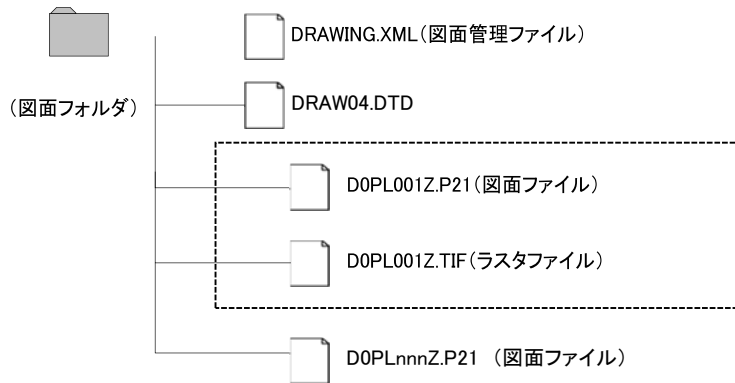 DRAWING.XML(図面管理ファイル)
(図面フォルダ)
DRAW04.DTD
D0PL001Z.P21(図面ファイル)
D0PL001Z.TIF(ラスタファイル)
D0PLnnnZ.P21 (図面ファイル)